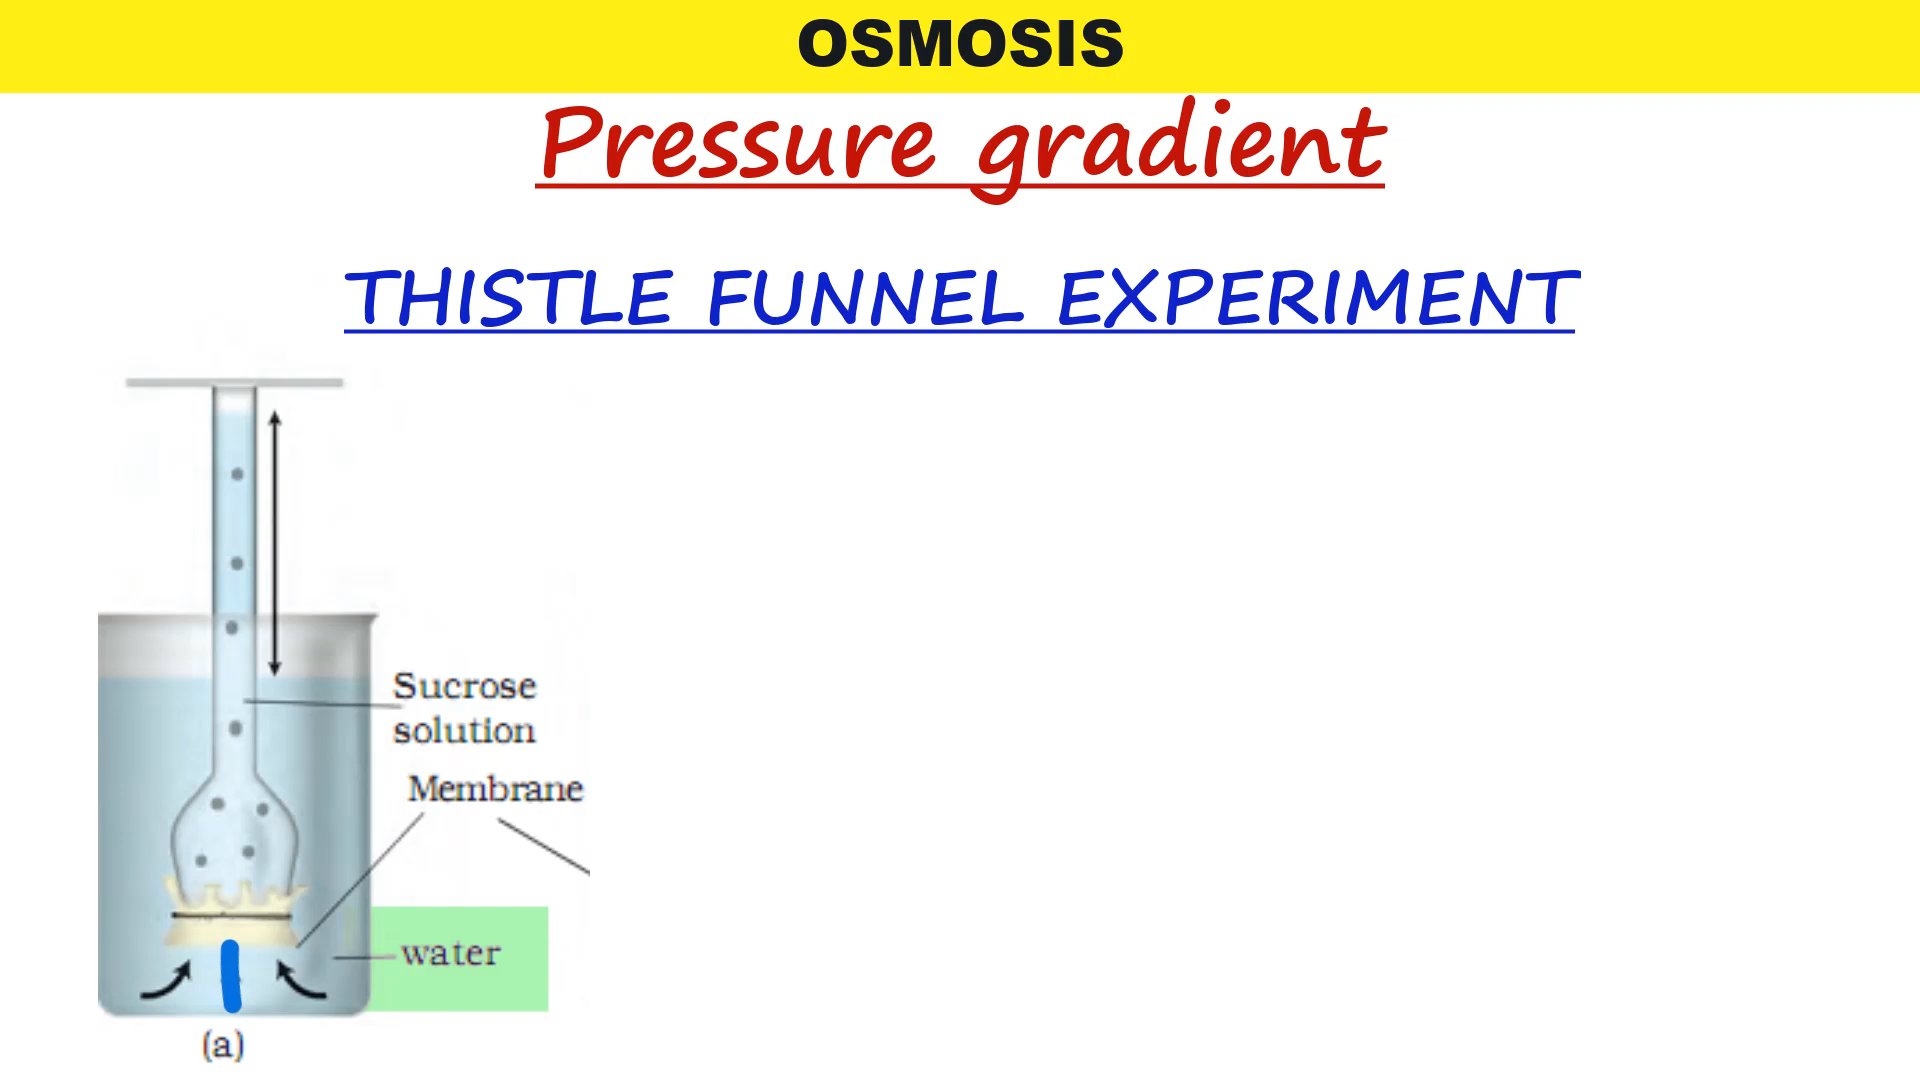 OSMOSIS
Pressure gradient
THISTLE FUNNEL EXPERIMENT
Sucrose
solution
Membrane
water
(a)